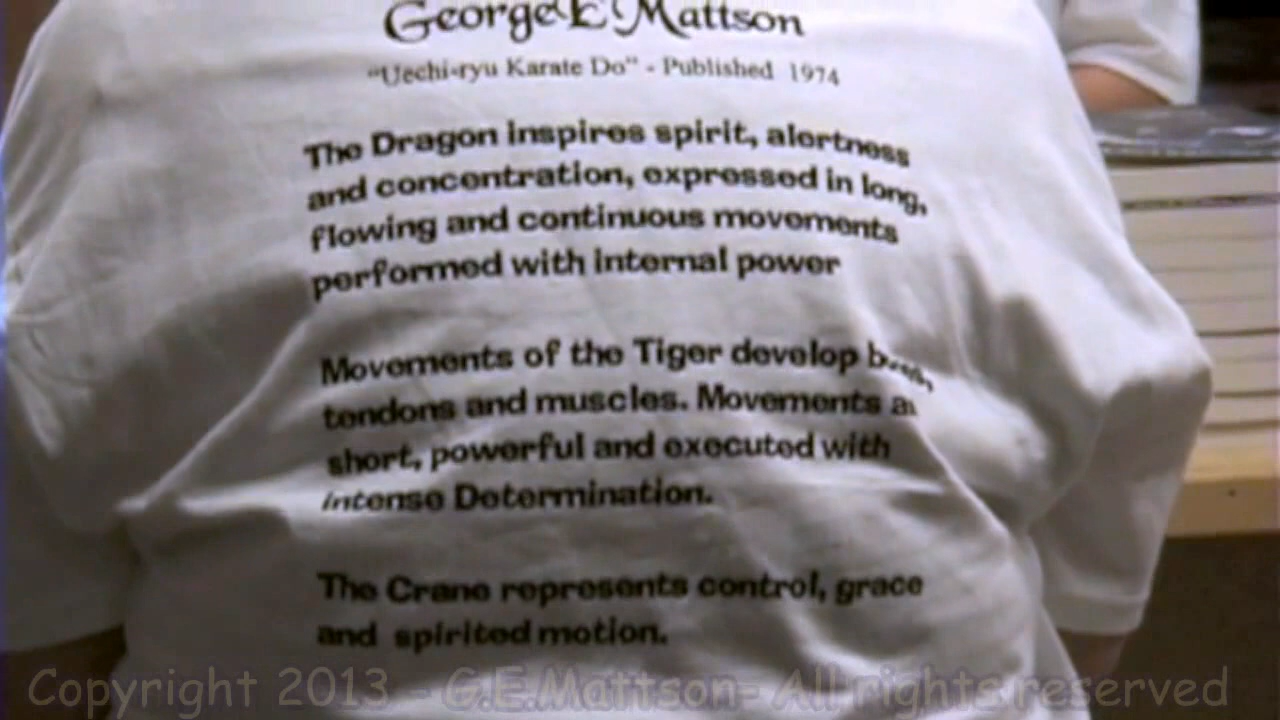 George E Mattson
"Uechi-ryu Karate Do" - Published 1974
The Dragon inspires spirit, alertness
and concentration, expressed in long,
flowing and continuous movements
performed with internal power
Movements of the Tiger develop
tendons and muscles. Movements
short, powerful and executed with
intense Determination.
The Crane represents control, grace
and spirited motion.
Copyright 2013 - G.E.Mattson- All rights reserved